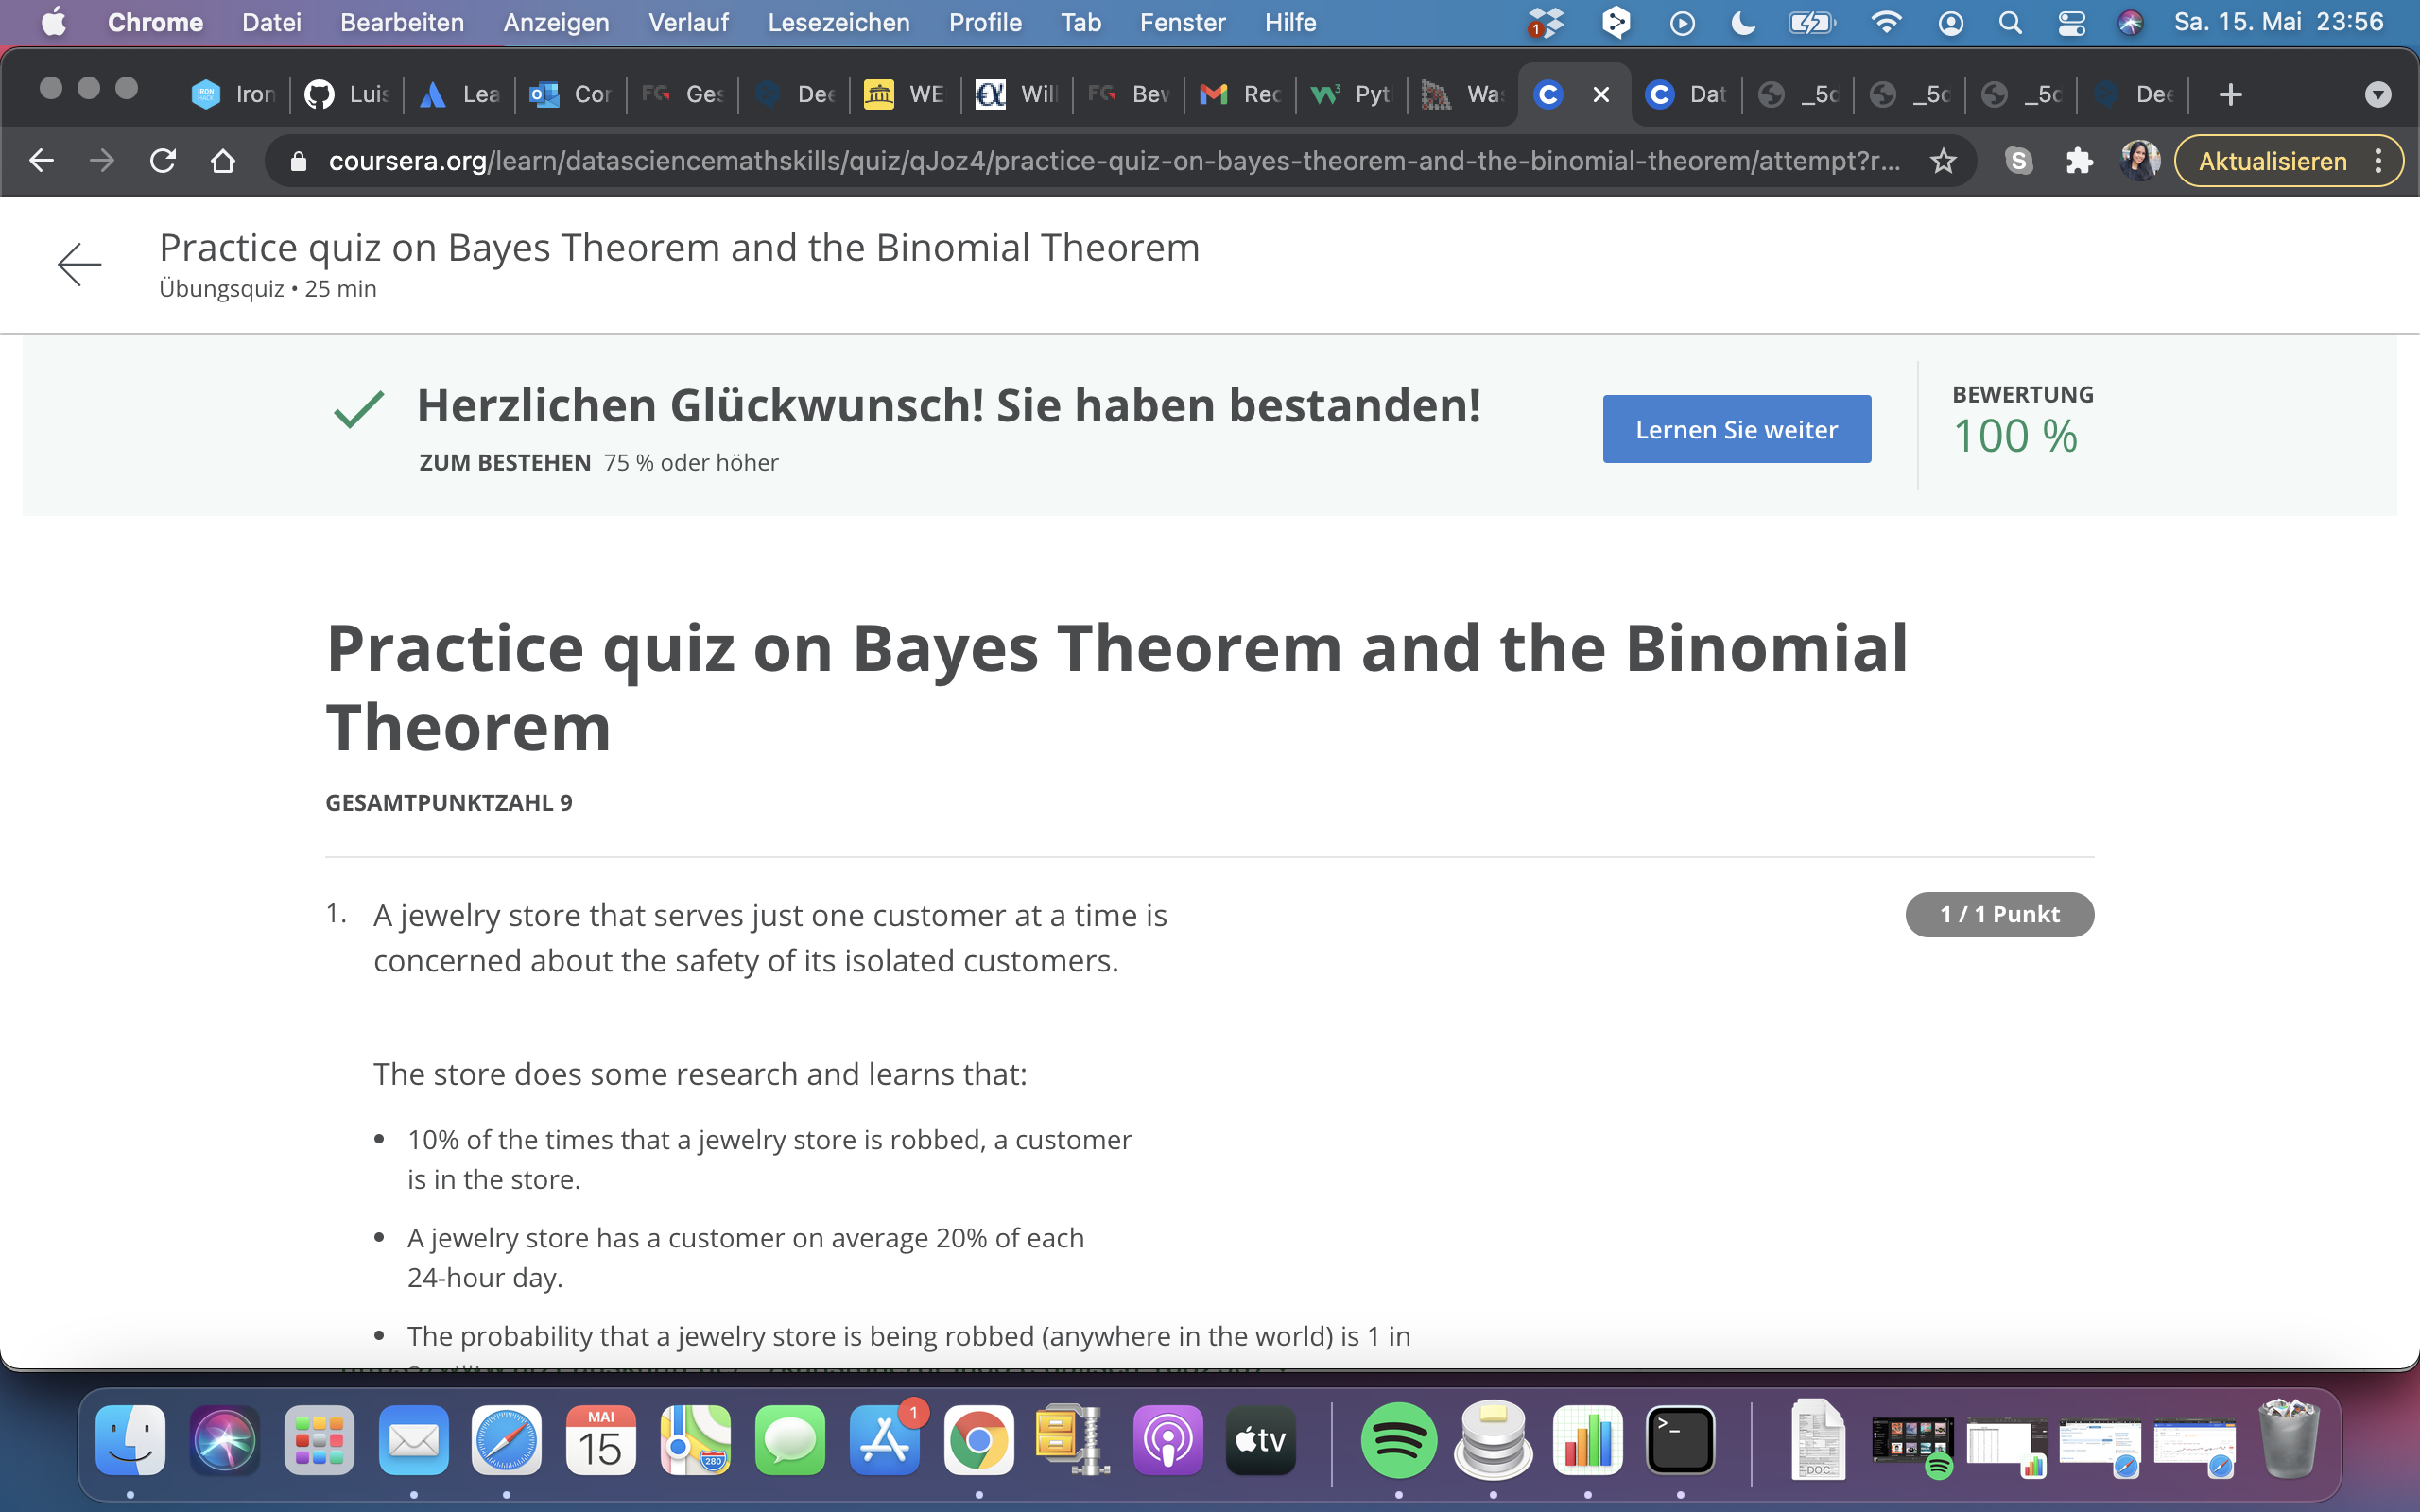 Chrome Datei Bearbeiten Anzeigen Verlauf Lesezeichen Profile Tab Fenster Hilfe 1 Sa. 15. Mai 23:56
Iron Luis Lea Cor Ges Dee WE Will Bev Rec Pyt Was Dat _5c _5c _5c Dee
coursera.org/learn/datasciencemathskills/quiz/qJoz4/practice-quiz-on-bayes-theorem-and-the-binomial-theorem/attempt?r... Aktualisieren
Practice quiz on Bayes Theorem and the Binomial Theorem
Übungsquiz • 25 min
Herzlichen Glückwunsch! Sie haben bestanden!
ZUM BESTEHEN 75 % oder höher
Lernen Sie weiter
BEWERTUNG
100 %
Practice quiz on Bayes Theorem and the Binomial
Theorem
GESAMTPUNKTZAHL 9
1. A jewelry store that serves just one customer at a time is
concerned about the safety of its isolated customers.
1 / 1 Punkt
The store does some research and learns that:
• 10% of the times that a jewelry store is robbed, a customer
is in the store.
• A jewelry store has a customer on average 20% of each
24-hour day.
• The probability that a jewelry store is being robbed (anywhere in the world) is 1 in
MAI
15
280
1
tv
>_
DOC